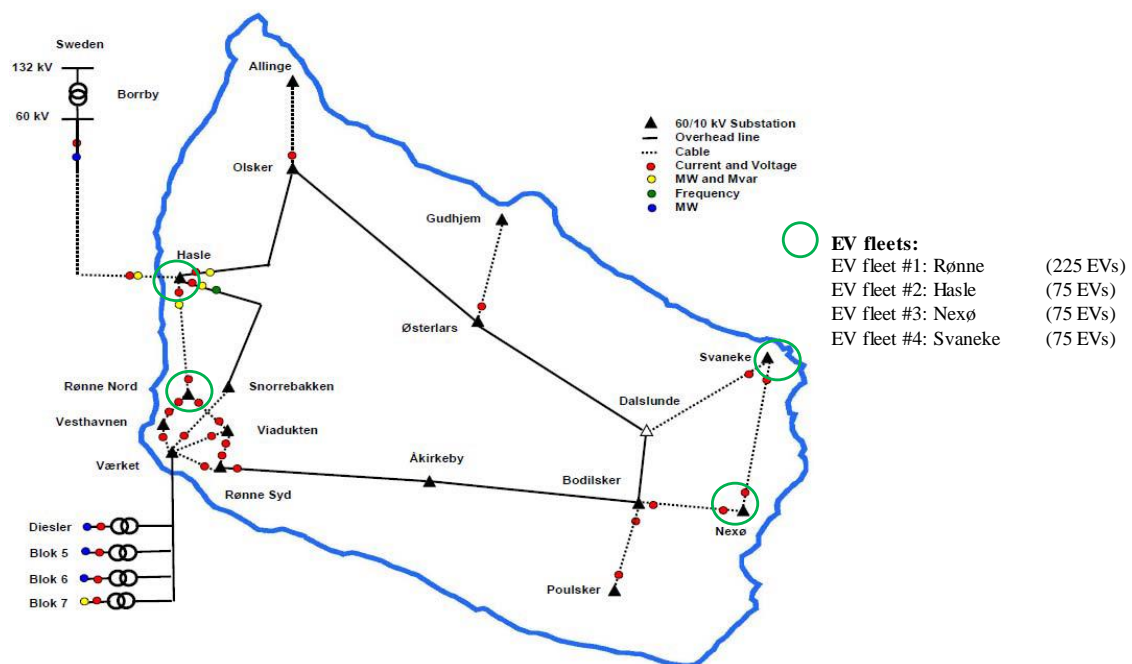 Sweden
132 kV
Borrby
60 kV
Allinge
Olsker
Gudhjem
Hasle
Østerlars
Svaneke
Rønne Nord
Snorrebakken
Dalslunde
Vesthavnen
Viadukten
Værket
Åkirkeby
Bodilsker
Rønne Syd
Nexø
Diesler
Blok 5
Blok 6
Blok 7
Poulsker
60/10 kV Substation
Overhead line
Cable
Current and Voltage
MW and Mvar
Frequency
MW
EV fleets:
EV fleet #1: Rønne (225 EVs)
EV fleet #2: Hasle (75 EVs)
EV fleet #3: Nexø (75 EVs)
EV fleet #4: Svaneke (75 EVs)